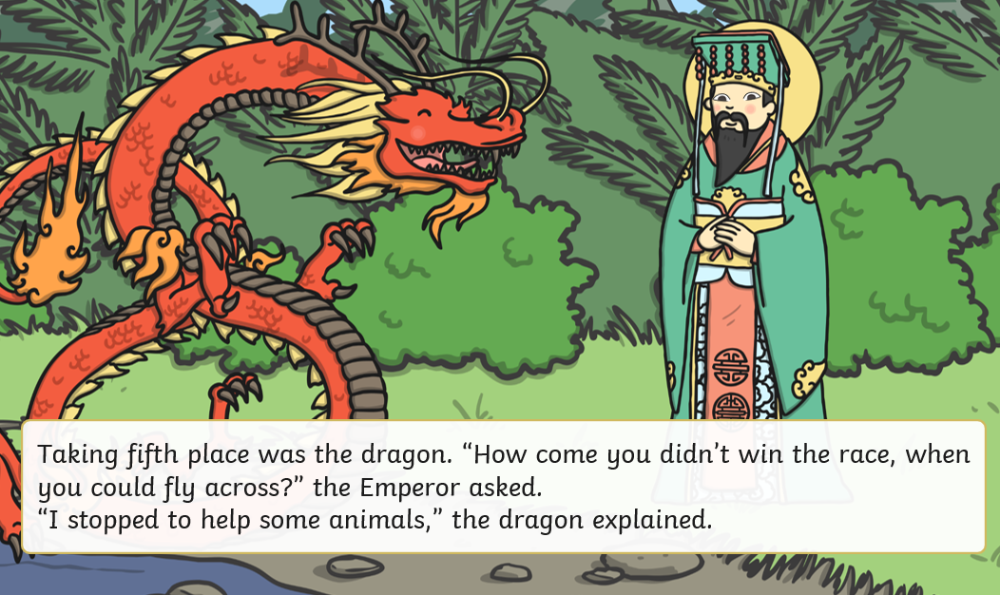 Taking fifth place was the dragon. “How come you didn’t win the race, when
you could fly across?” the Emperor asked.
“I stopped to help some animals,” the dragon explained.